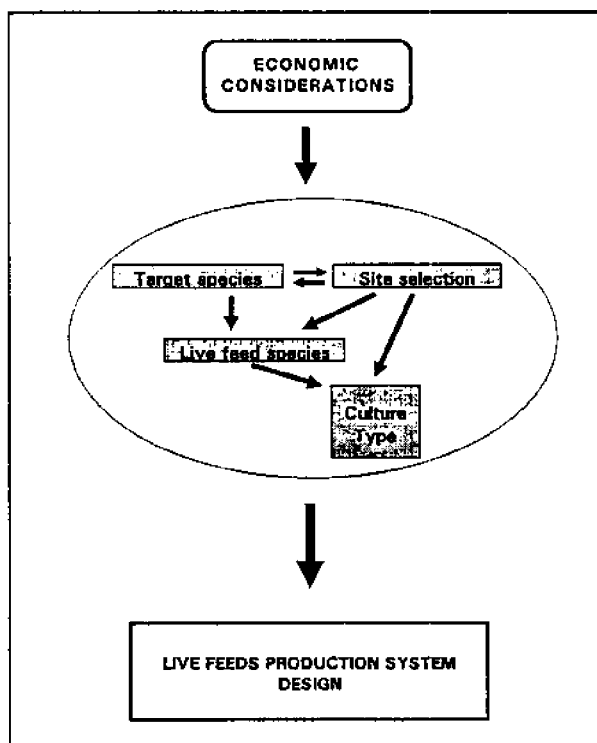 ECONOMIC
CONSIDERATIONS
Target species
Site selection
Live feed species
Culture
Type
LIVE FEEDS PRODUCTION SYSTEM
DESIGN